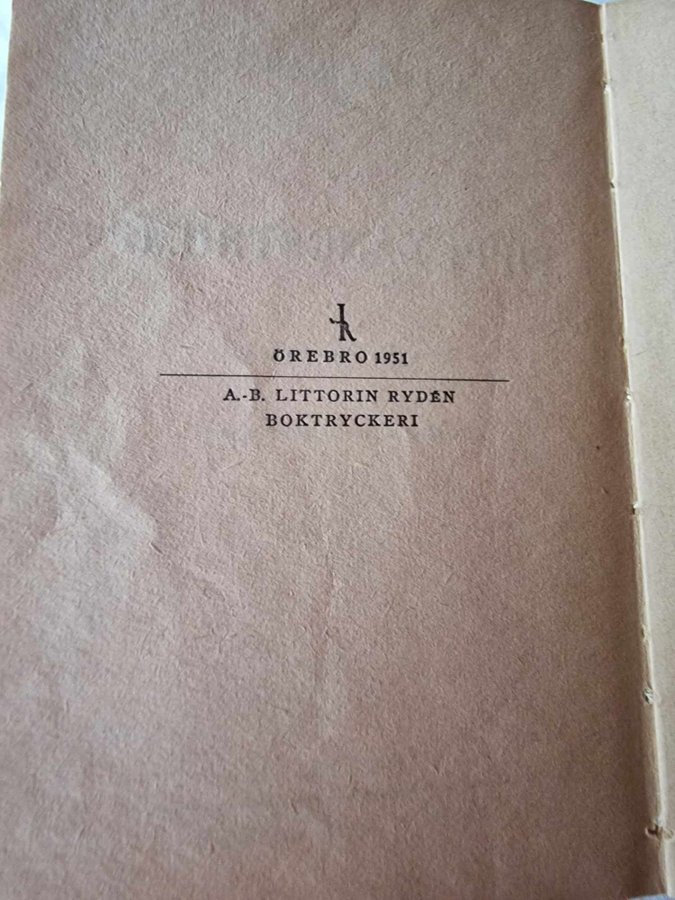 ÖREBRO 1951
A.-B. LITTORIN RYDÉN
BOKTRYCKERI